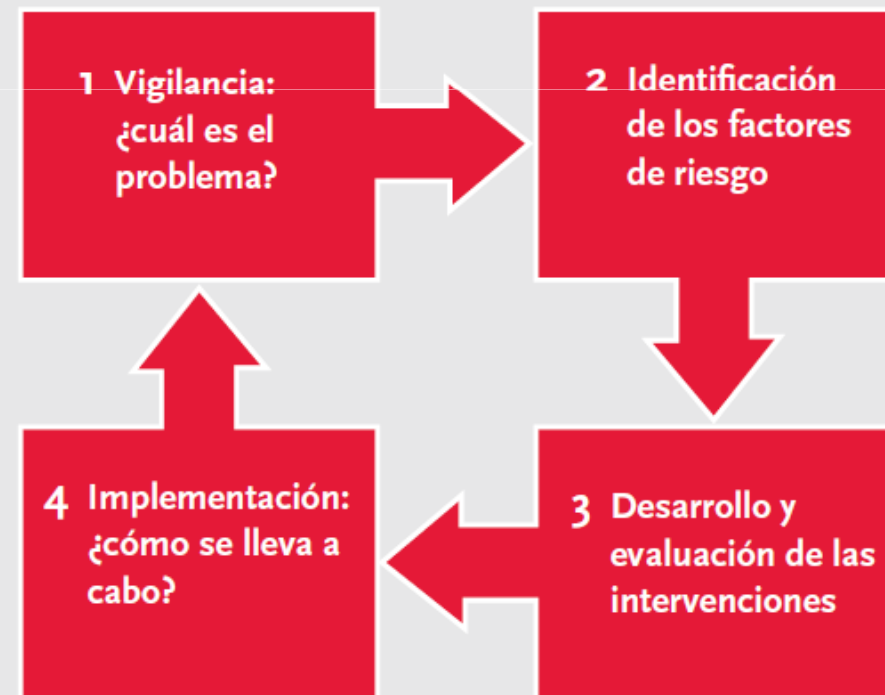 1 Vigilancia:
¿cuál es el
problema?
2 Identificación
de los factores
de riesgo
3 Desarrollo y
evaluación de las
intervenciones
4 Implementación:
¿cómo se lleva a
cabo?